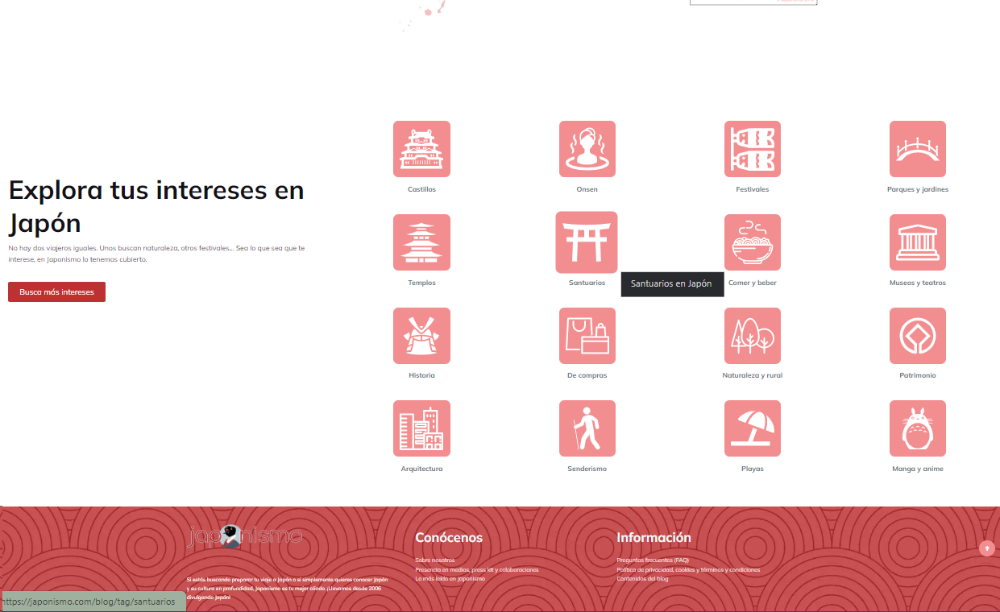 Explora tus intereses en
Japón
No hay dos viajeros iguales. Unos buscan naturaleza, otros festivales... Sea lo que sea que te
interese, en Japonismo lo tenemos cubierto.
Busca más intereses
Castillos
Onsen
Festivales
Parques y jardines
Templos
Santuarios
Santuarios en Japón
Comer y beber
Museos y teatros
Historia
De compras
Naturaleza y rural
Patrimonio
Arquitectura
Senderismo
Playas
Manga y anime
japonismo
Si estás buscando preparar tu viaje a Japón o si simplemente quieres conocer Japón
y su cultura en profundidad, Japonismo es tu mejor aliado. ¡Llevamos desde 2006
divulgando Japón!
Conócenos
Sobre nosotros
Presencia en medios, press kit y colaboraciones
Lo más leído en Japonismo
Información
Preguntas frecuentes (FAQ)
Política de privacidad, cookies y términos y condiciones
Contenidos del blog
https://japonismo.com/blog/tag/santuarios